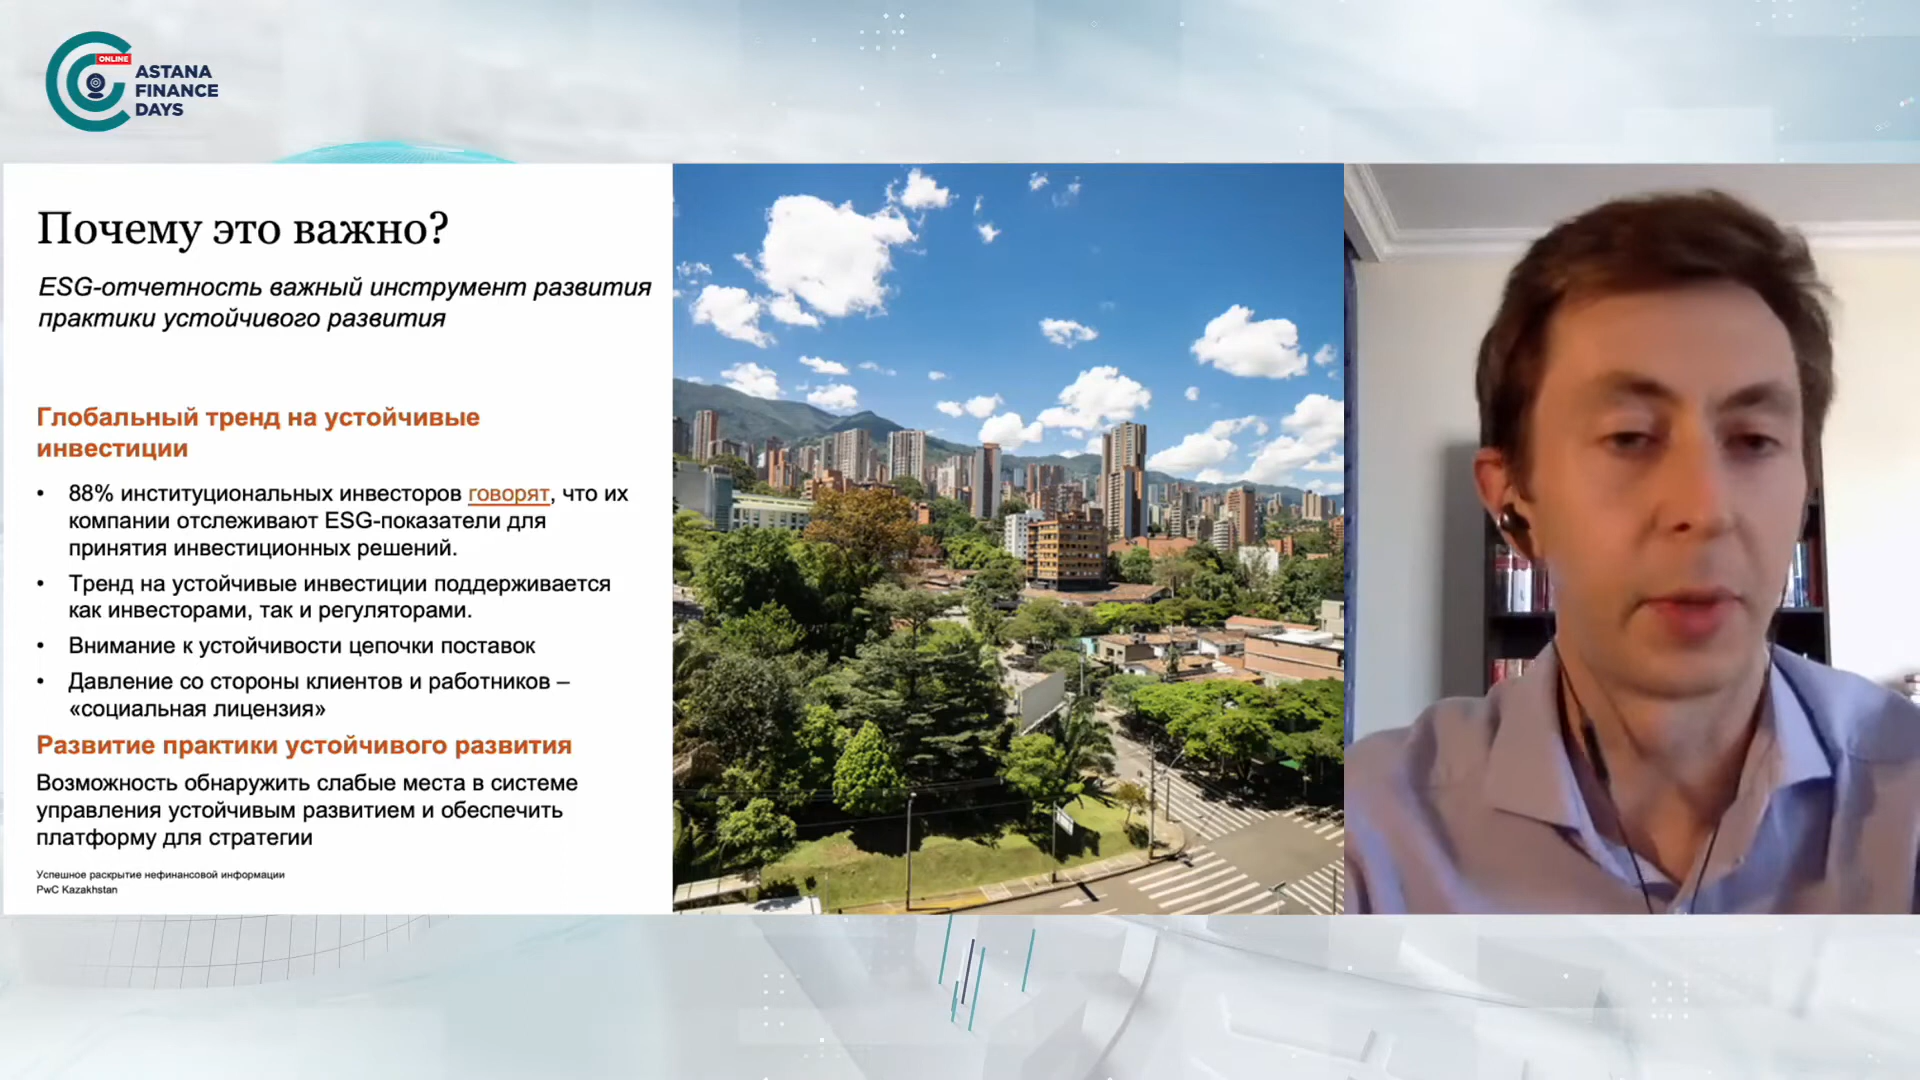 ONLINE
ASTANA
FINANCE
DAYS
Почему это важно?
ESG-отчетность важный инструмент развития
практики устойчивого развития
Глобальный тренд на устойчивые
инвестиции
• 88% институциональных инвесторов говорят, что их
компании отслеживают ESG-показатели для
принятия инвестиционных решений.
• Тренд на устойчивые инвестиции поддерживается
как инвесторами, так и регуляторами.
• Внимание к устойчивости цепочки поставок
• Давление со стороны клиентов и работников –
«социальная лицензия»
Развитие практики устойчивого развития
Возможность обнаружить слабые места в системе
управления устойчивым развитием и обеспечить
платформу для стратегии
Успешное раскрытие нефинансовой информации
PwC Kazakhstan